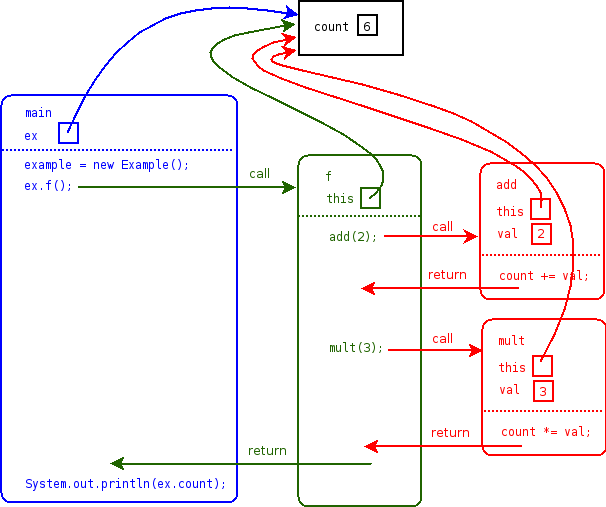 count 6
main
ex
example = new Example();
ex.f();
call
f
this
add(2);
call
add
this
val 2
count += val;
return
mult(3);
call
mult
this
val 3
count *= val;
return
return
System.out.println(ex.count);